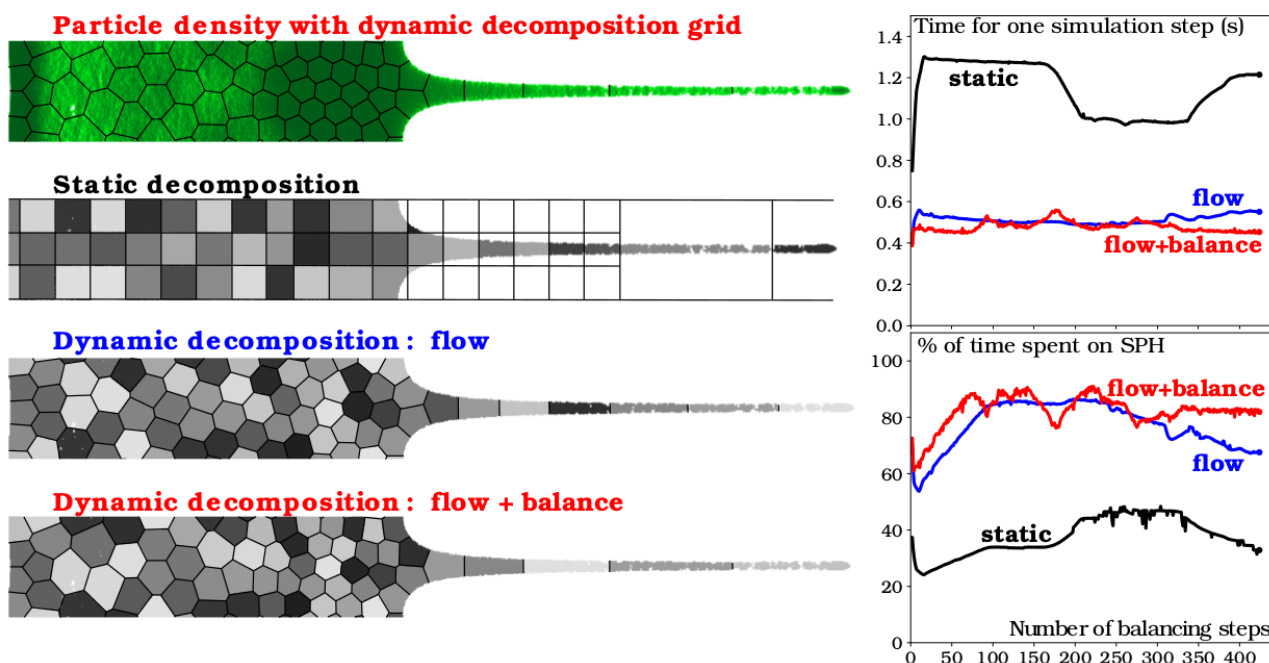 Particle density with dynamic decomposition grid
Static decomposition
Dynamic decomposition : flow
Dynamic decomposition : flow + balance
Time for one simulation step (s)
1.4
1.2
1.0
0.8
0.6
0.4
0.2
0.0
static
flow
flow+balance
% of time spent on SPH
100
80
60
40
20
0
flow+balance
flow
static
Number of balancing steps
0 50 100 150 200 250 300 350 400